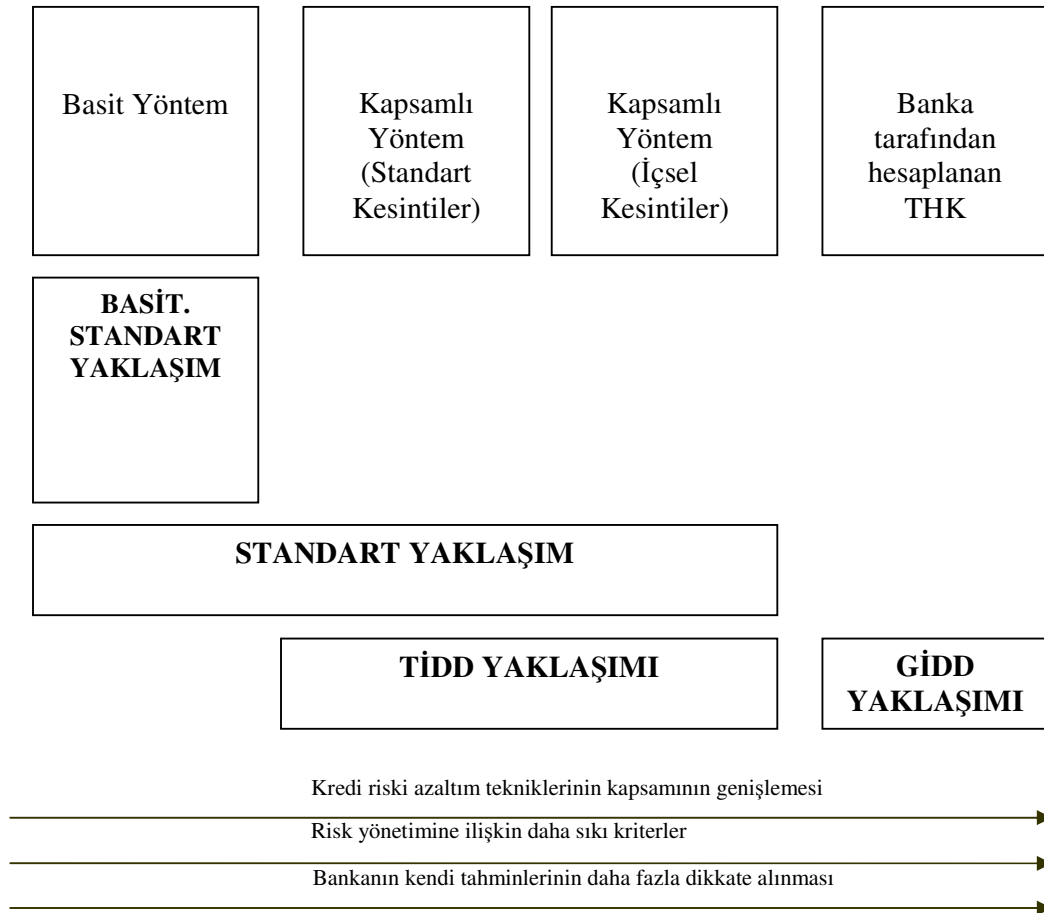 Basit Yöntem
Kapsamlı
Yöntem
(Standart
Kesintiler)
Kapsamlı
Yöntem
(İçsel
Kesintiler)
Banka
tarafından
hesaplanan
THK
BASİT.
STANDART
YAKLAŞIM
STANDART YAKLAŞIM
TİDD YAKLAŞIMI
GİDD
YAKLAŞIMI
Kredi riski azaltım tekniklerinin kapsamının genişlemesi
Risk yönetimine ilişkin daha sıkı kriterler
Bankanın kendi tahminlerinin daha fazla dikkate alınması